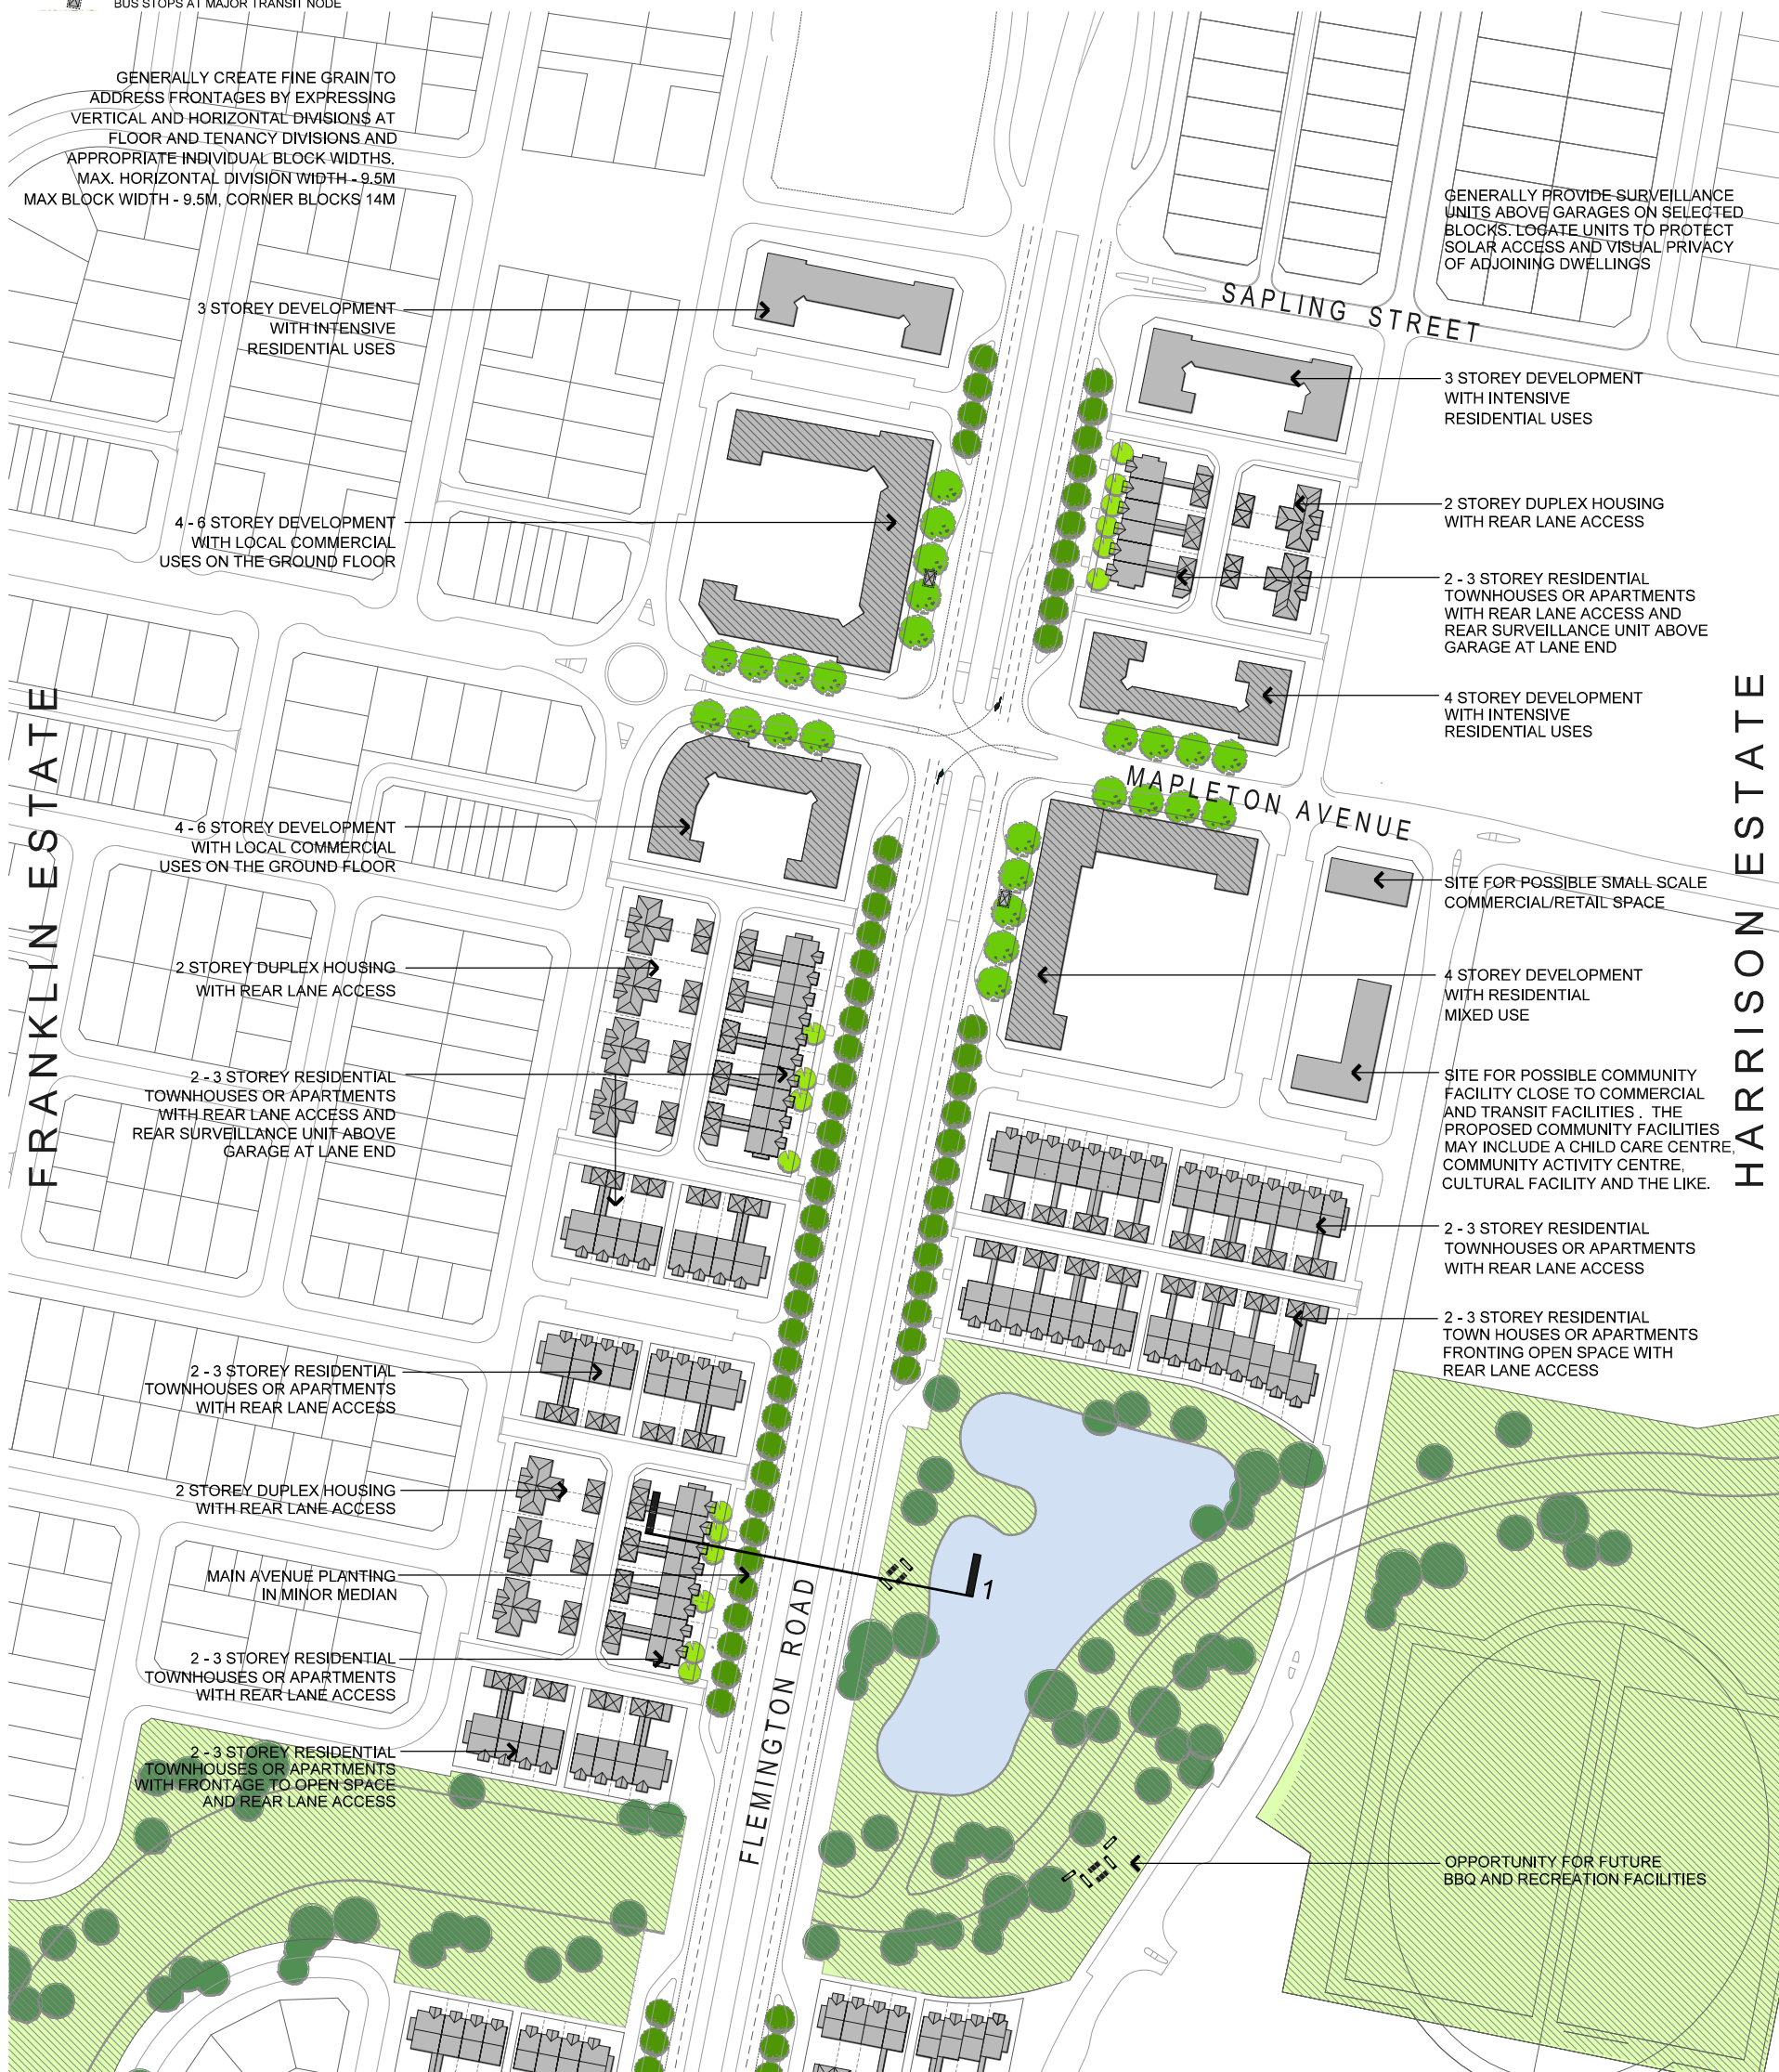 BUS STOPS AT MAJOR TRANSIT NODE
GENERALLY CREATE FINE GRAIN TO
ADDRESS FRONTAGES BY EXPRESSING
VERTICAL AND HORIZONTAL DIVISIONS AT
FLOOR AND TENANCY DIVISIONS AND
APPROPRIATE INDIVIDUAL BLOCK WIDTHS.
MAX. HORIZONTAL DIVISION WIDTH - 9.5M
MAX BLOCK WIDTH - 9.5M, CORNER BLOCKS 14M
3 STOREY DEVELOPMENT
WITH INTENSIVE
RESIDENTIAL USES
4 - 6 STOREY DEVELOPMENT
WITH LOCAL COMMERCIAL
USES ON THE GROUND FLOOR
FRANKLIN ESTATE
4 - 6 STOREY DEVELOPMENT
WITH LOCAL COMMERCIAL
USES ON THE GROUND FLOOR
2 STOREY DUPLEX HOUSING
WITH REAR LANE ACCESS
2 - 3 STOREY RESIDENTIAL
TOWNHOUSES OR APARTMENTS
WITH REAR LANE ACCESS AND
REAR SURVEILLANCE UNIT ABOVE
GARAGE AT LANE END
2 - 3 STOREY RESIDENTIAL
TOWNHOUSES OR APARTMENTS
WITH REAR LANE ACCESS
2 STOREY DUPLEX HOUSING
WITH REAR LANE ACCESS
MAIN AVENUE PLANTING
IN MINOR MEDIAN
2 - 3 STOREY RESIDENTIAL
TOWNHOUSES OR APARTMENTS
WITH REAR LANE ACCESS
2 - 3 STOREY RESIDENTIAL
TOWNHOUSES OR APARTMENTS
WITH FRONTAGE TO OPEN SPACE
AND REAR LANE ACCESS
SAPLING STREET
MAPLETON AVENUE
FLEMINGTON ROAD
1
GENERALLY PROVIDE SURVEILLANCE
UNITS ABOVE GARAGES ON SELECTED
BLOCKS. LOCATE UNITS TO PROTECT
SOLAR ACCESS AND VISUAL PRIVACY
OF ADJOINING DWELLINGS
3 STOREY DEVELOPMENT
WITH INTENSIVE
RESIDENTIAL USES
2 STOREY DUPLEX HOUSING
WITH REAR LANE ACCESS
2 - 3 STOREY RESIDENTIAL
TOWNHOUSES OR APARTMENTS
WITH REAR LANE ACCESS AND
REAR SURVEILLANCE UNIT ABOVE
GARAGE AT LANE END
4 STOREY DEVELOPMENT
WITH INTENSIVE
RESIDENTIAL USES
HARRISON ESTATE
SITE FOR POSSIBLE SMALL SCALE
COMMERCIAL/RETAIL SPACE
4 STOREY DEVELOPMENT
WITH RESIDENTIAL
MIXED USE
SITE FOR POSSIBLE COMMUNITY
FACILITY CLOSE TO COMMERCIAL
AND TRANSIT FACILITIES . THE
PROPOSED COMMUNITY FACILITIES
MAY INCLUDE A CHILD CARE CENTRE,
COMMUNITY ACTIVITY CENTRE,
CULTURAL FACILITY AND THE LIKE.
2 - 3 STOREY RESIDENTIAL
TOWNHOUSES OR APARTMENTS
WITH REAR LANE ACCESS
2 - 3 STOREY RESIDENTIAL
TOWN HOUSES OR APARTMENTS
FRONTING OPEN SPACE WITH
REAR LANE ACCESS
OPPORTUNITY FOR FUTURE
BBQ AND RECREATION FACILITIES